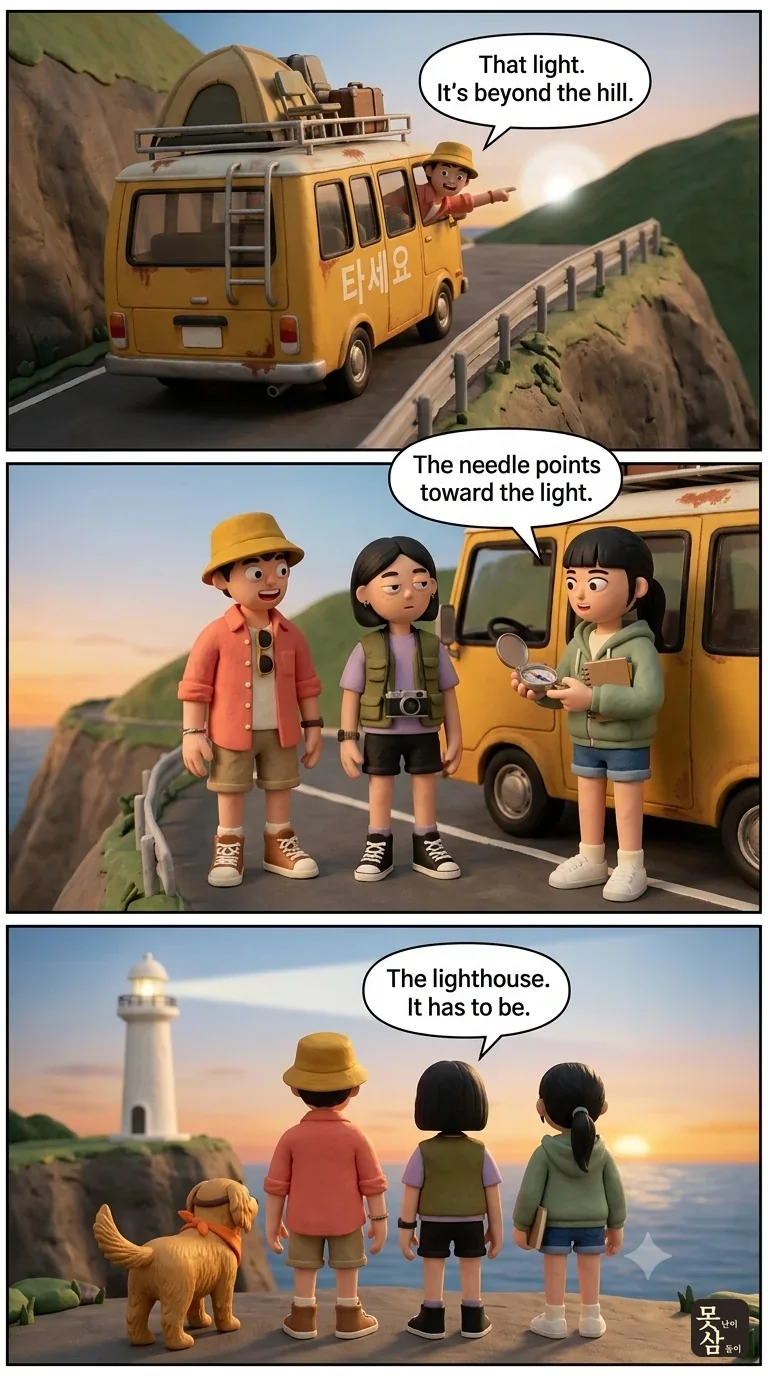 That light.
It's beyond the hill.
타세요
The needle points
toward the light.
The lighthouse.
It has to be.
못난이
삼돌이